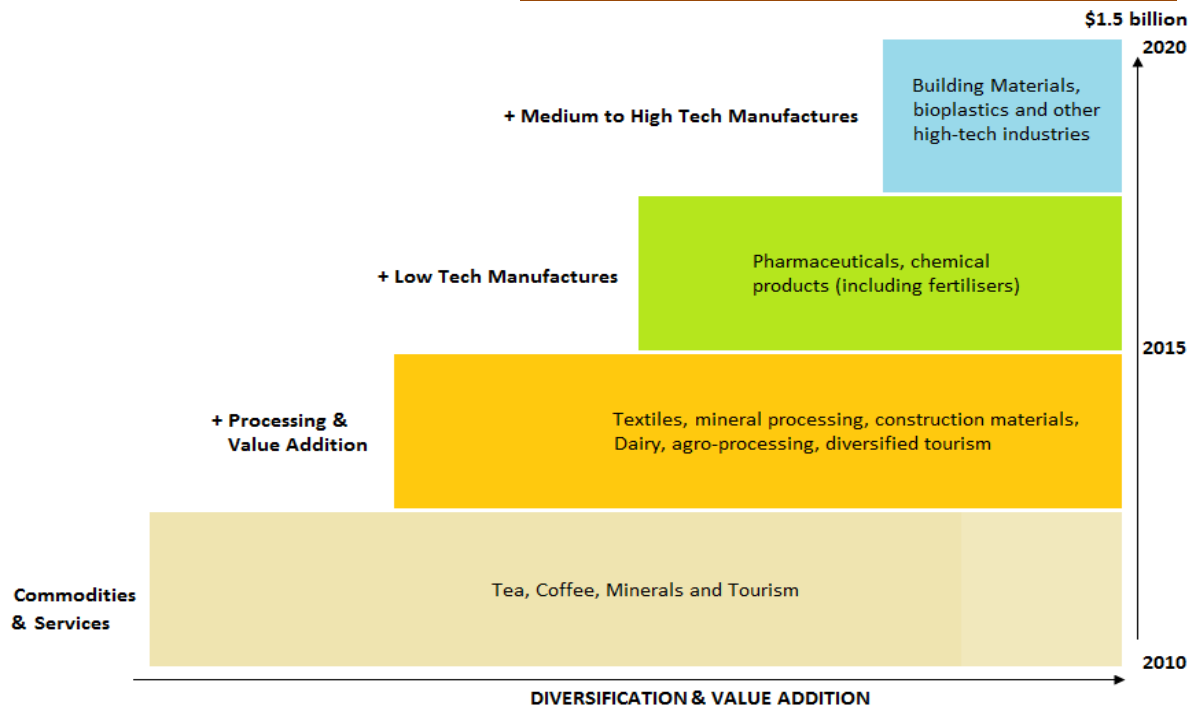 $1.5 billion
2020
Building Materials,
bioplastics and other
high-tech industries
+ Medium to High Tech Manufactures
Pharmaceuticals, chemical
products (including fertilisers)
+ Low Tech Manufactures
2015
Textiles, mineral processing, construction materials,
Dairy, agro-processing, diversified tourism
+ Processing &
Value Addition
Tea, Coffee, Minerals and Tourism
Commodities
& Services
2010
DIVERSIFICATION & VALUE ADDITION